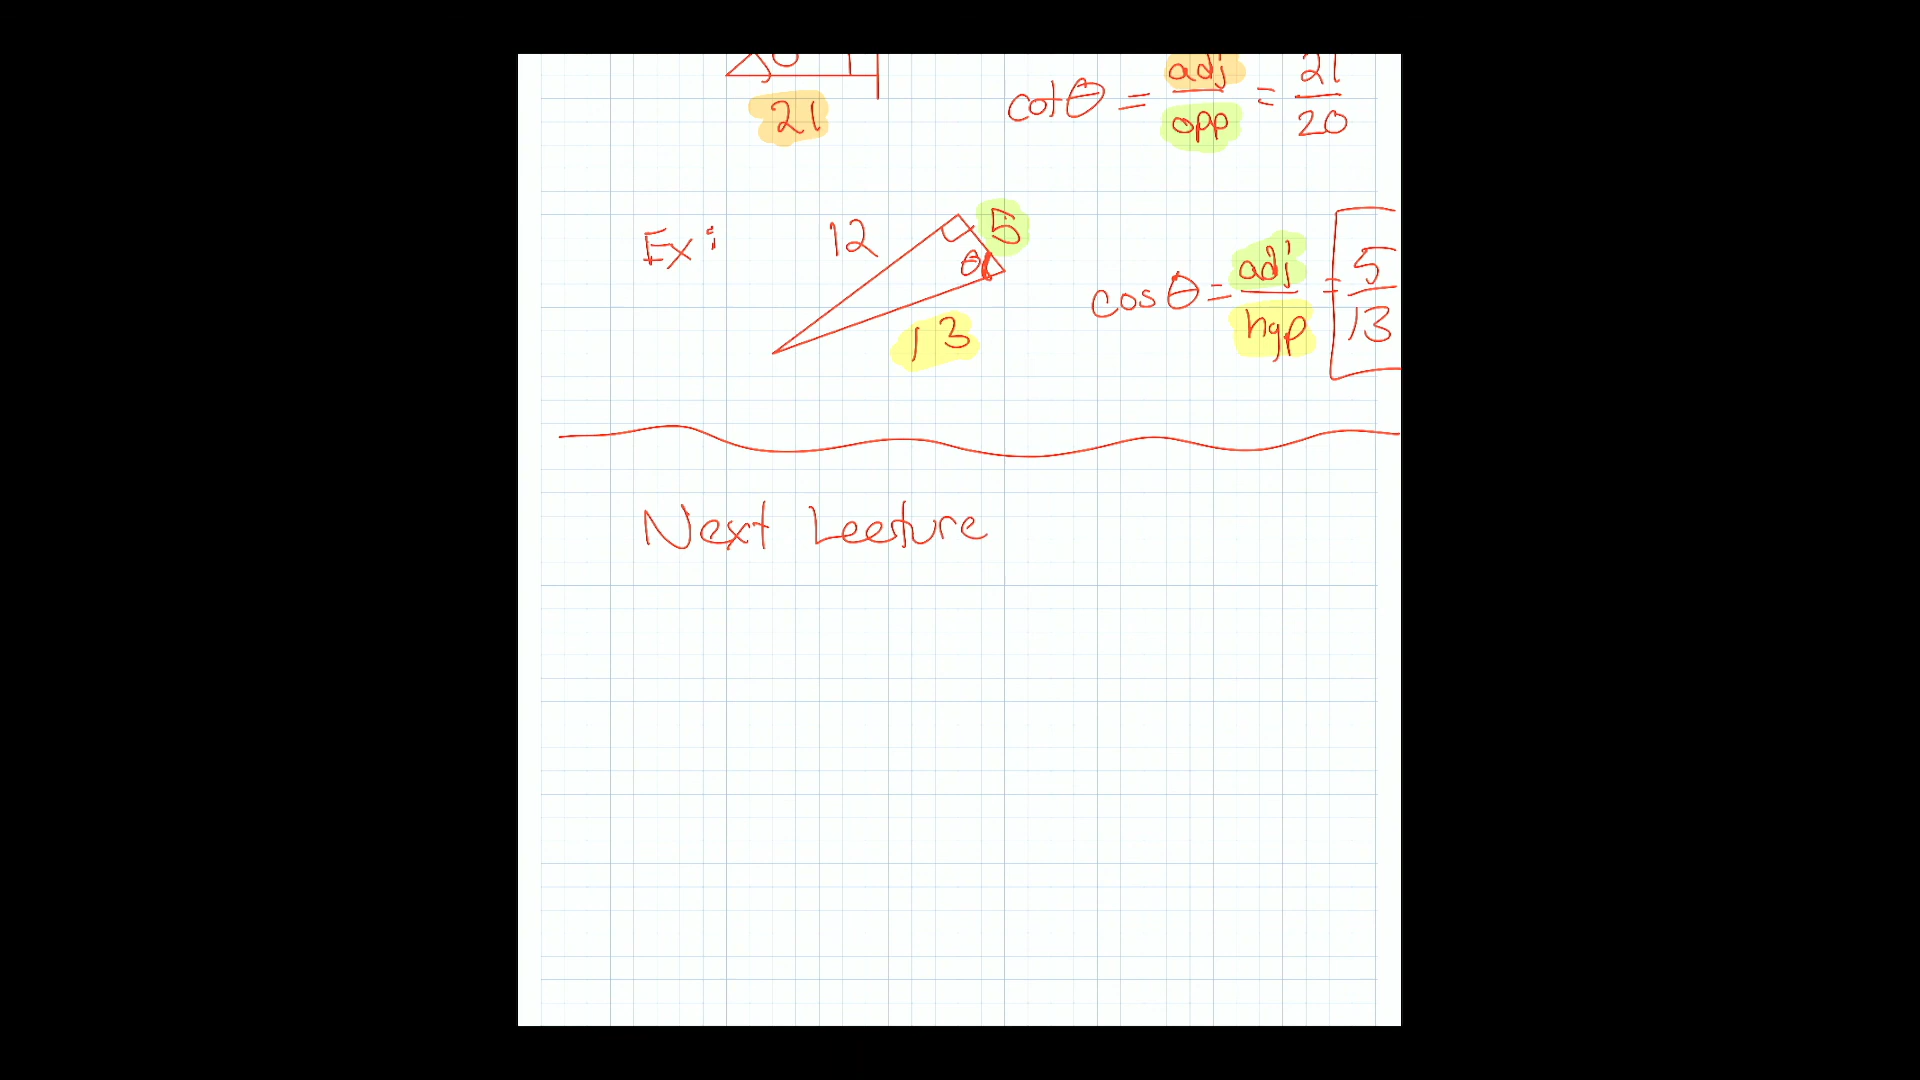 21
cotθ = adj/opp = 21/20
Ex:
12
5
θ
13
cosθ = adj/hyp = 5/13
Next Lecture